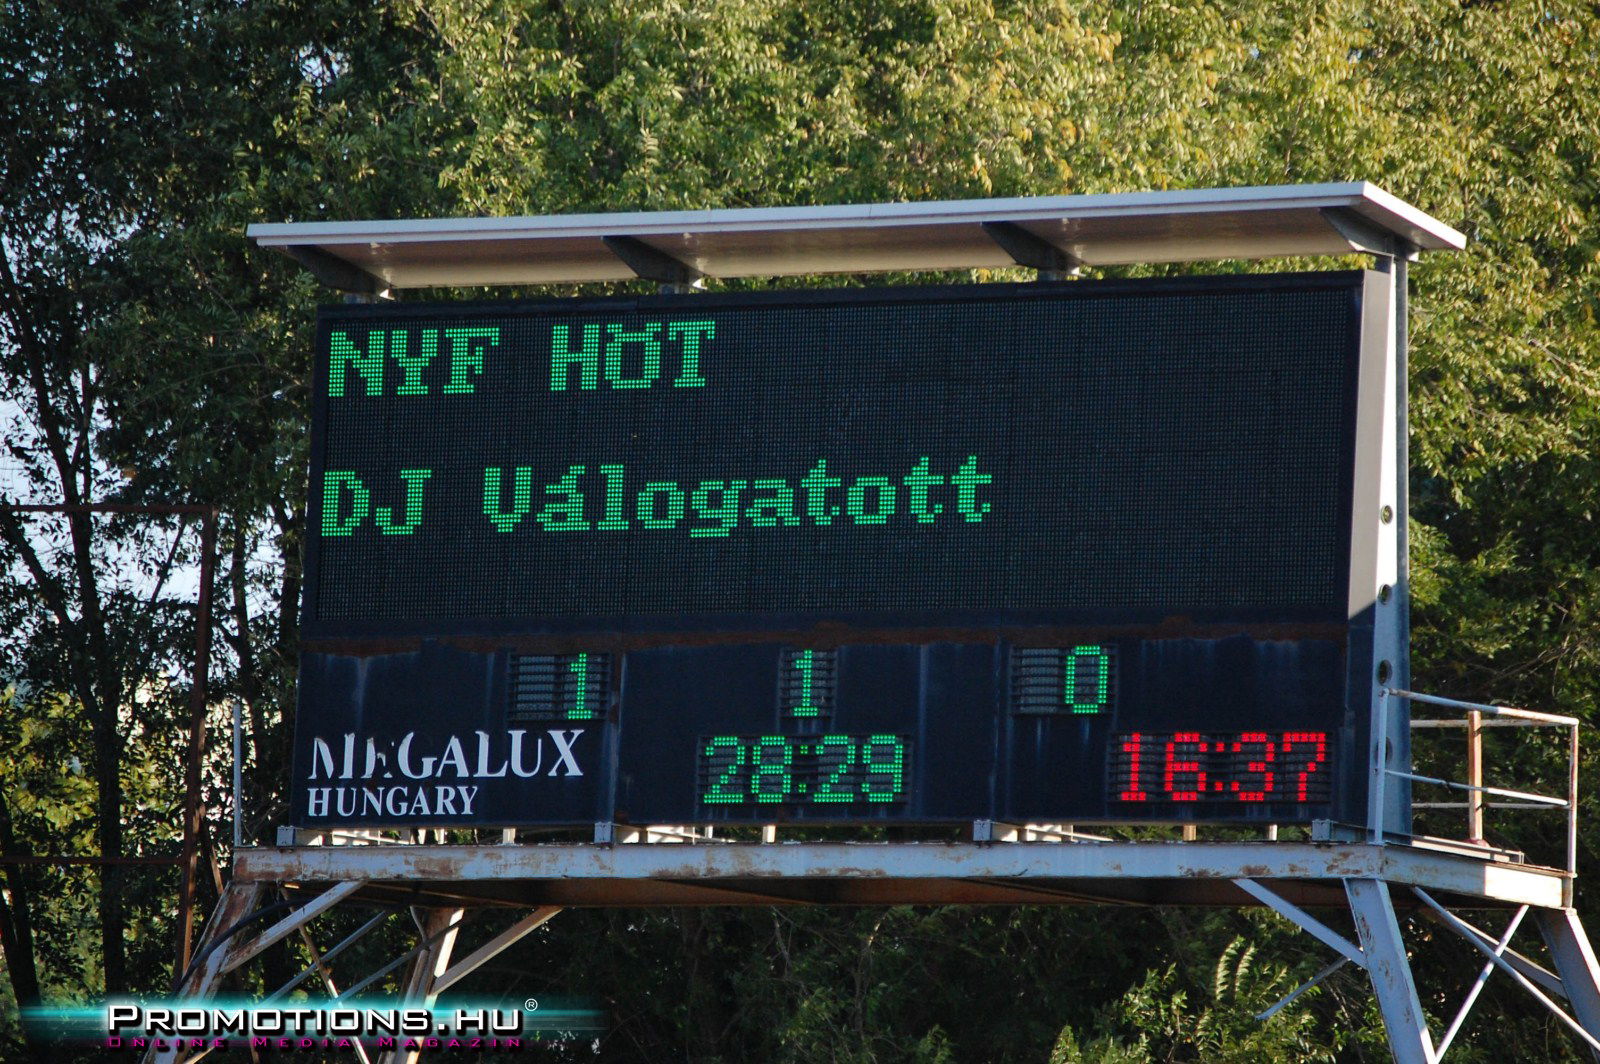 NYF HÖT
DJ Válogatott
1 1 0
MEGALUX
HUNGARY
28:29 16:37
PROMOTIONS.HU®
ONLINE MEDIA MAGAZIN